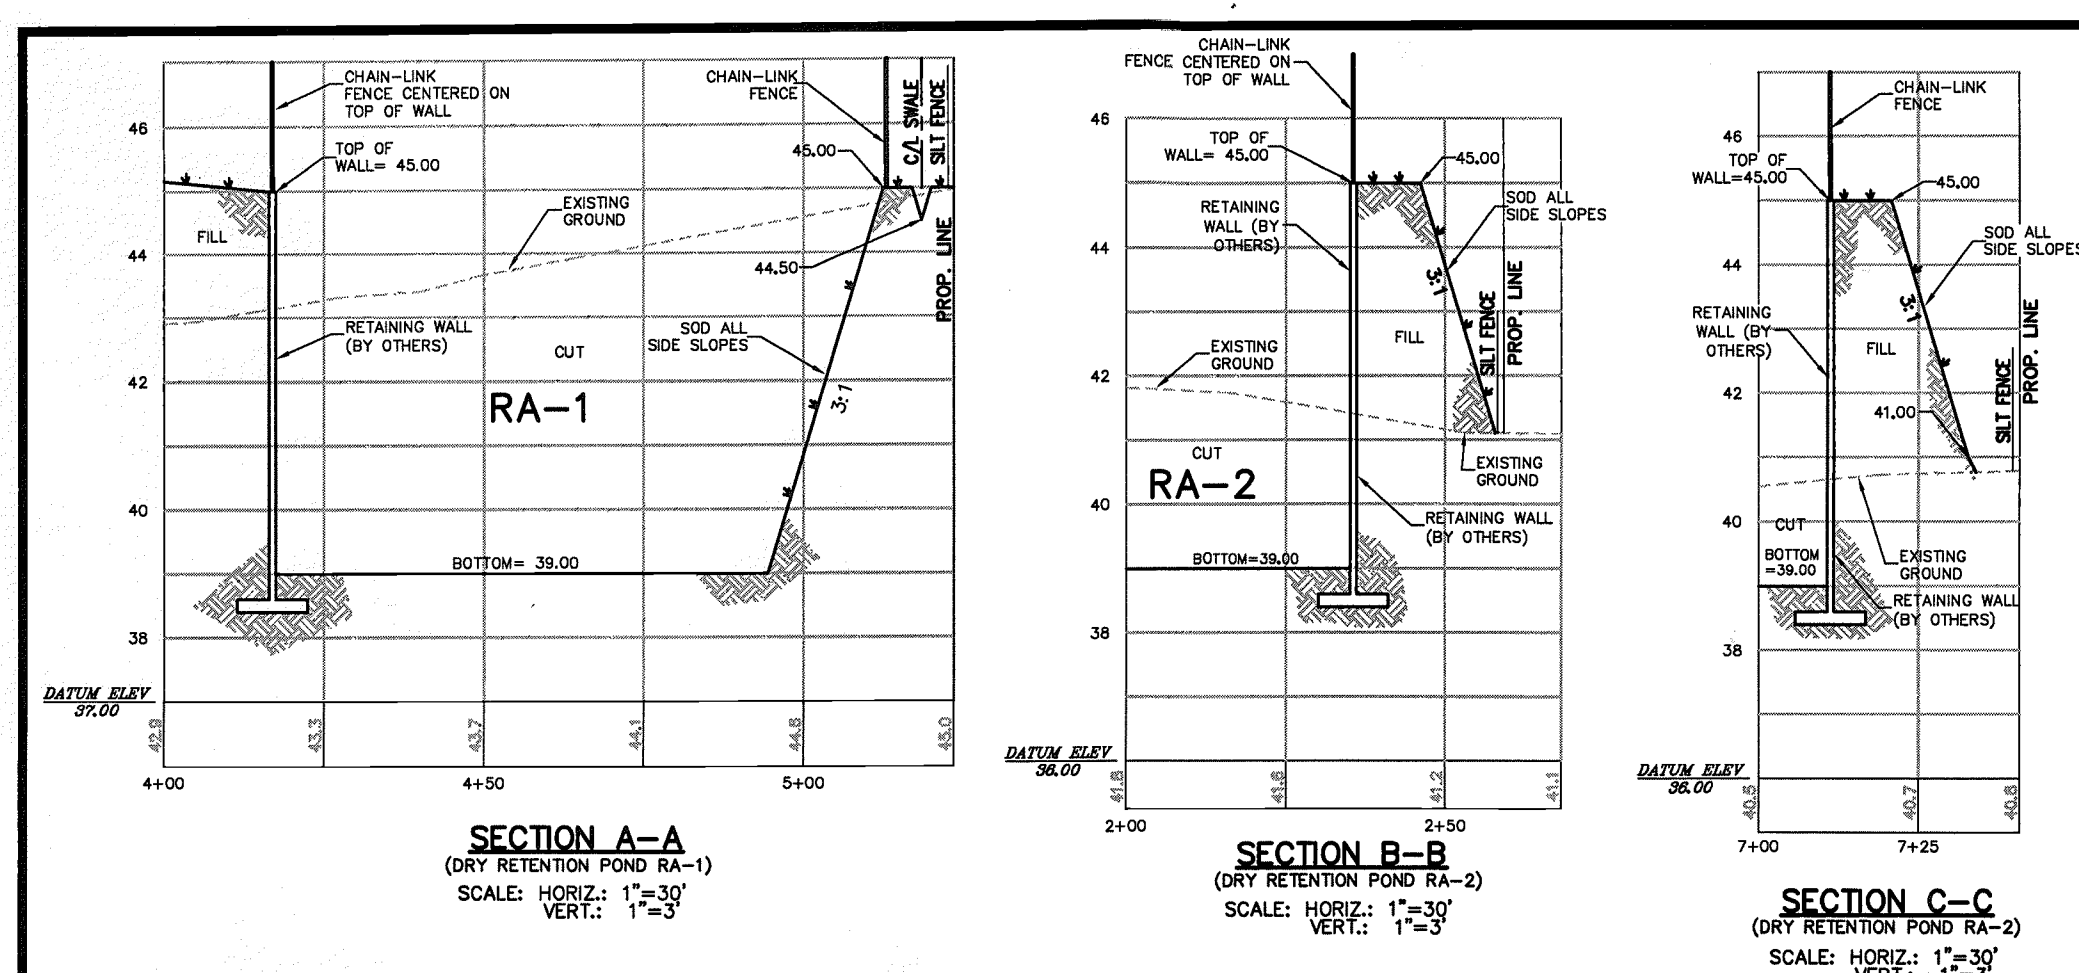 CHAIN-LINK
FENCE CENTERED ON
TOP OF WALL
CHAIN-LINK
FENCE
C/L SWALE
SILT FENCE
46
TOP OF
WALL= 45.00
45.00
EXISTING
GROUND
FILL
44
44.50
PROP. LINE
RETAINING WALL
(BY OTHERS)
CUT
SOD ALL
SIDE SLOPES
42
RA-1
3:1
40
BOTTOM= 39.00
38
DATUM ELEV
37.00
42.9
43.3
43.7
44.1
45.0
4+00
4+50
5+00
SECTION A-A
(DRY RETENTION POND RA-1)
SCALE: HORIZ.: 1"=30'
VERT.: 1"=3'
CHAIN-LINK
FENCE CENTERED ON
TOP OF WALL
46
TOP OF
WALL= 45.00
45.00
RETAINING
WALL (BY
OTHERS)
SOD ALL
SIDE SLOPES
44
3:1
SILT FENCE
PROP. LINE
FILL
EXISTING
GROUND
42
CUT
RA-2
EXISTING
GROUND
40
RETAINING WALL
(BY OTHERS)
BOTTOM=39.00
38
DATUM ELEV
36.00
41.2
41.1
2+00
2+50
SECTION B-B
(DRY RETENTION POND RA-2)
SCALE: HORIZ.: 1"=30'
VERT.: 1"=3'
CHAIN-LINK
FENCE
46
TOP OF
WALL=45.00
45.00
SOD ALL
SIDE SLOPES
44
3:1
RETAINING
WALL (BY
OTHERS)
FILL
SILT FENCE
PROP. LINE
42
41.00
40
CUT
BOTTOM
=39.00
EXISTING
GROUND
RETAINING WALL
(BY OTHERS)
38
DATUM ELEV
36.00
40.5
40.7
7+00
7+25
SECTION C-C
(DRY RETENTION POND RA-2)
SCALE: HORIZ.: 1"=30'
VERT.: 1"=3'